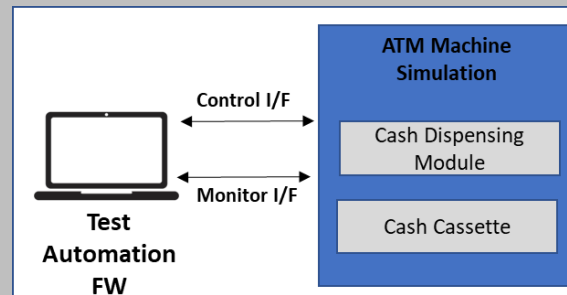 ATM Machine
Simulation
Control I/F
Cash Dispensing
Module
Monitor I/F
Cash Cassette
Test
Automation
FW